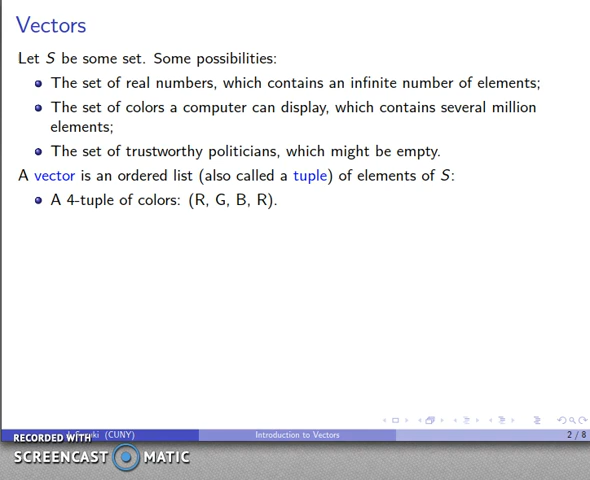 Vectors
Let S be some set. Some possibilities:
The set of real numbers, which contains an infinite number of elements;
The set of colors a computer can display, which contains several million
elements;
The set of trustworthy politicians, which might be empty.
A vector is an ordered list (also called a tuple) of elements of S:
A 4-tuple of colors: (R, G, B, R).
(CUNY) Introduction to Vectors 2 / 8
RECORDED WITH
SCREENCAST MATIC